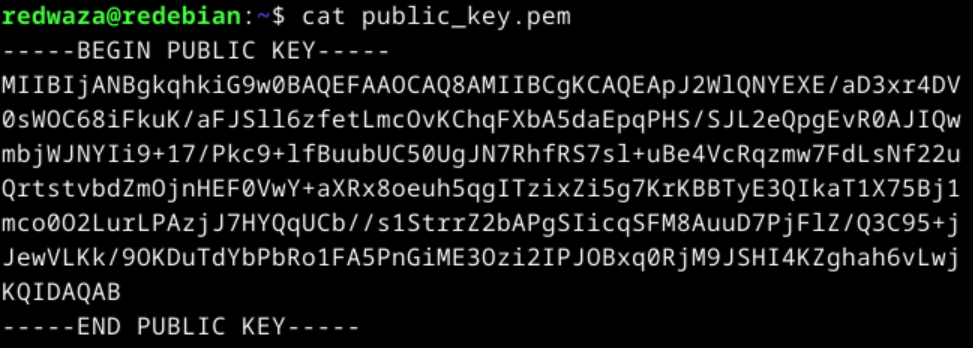 redwaza@redebian:~$ cat public_key.pem
-----BEGIN PUBLIC KEY-----
MIIBIjANBgkqhkiG9w0BAQEFAAOCAQ8AMIIBCgKCAQEApJ2WlQNYEXE/aD3xr4DV
0sWOC68iFkuK/aFJSll6zfetLmcOvKChqFXbA5daEpqPHS/SJL2eQpgEvR0AJIQw
mbjWJNYIi9+17/Pkc9+lfBuubUC50UgJN7RhfRS7sl+uBe4VcRqzmw7FdLsNf22u
QrtstvbdZmOjnHEF0VwY+aXRx8oeuh5qgITzixZi5g7KrKBBTyE3QIkaT1X75Bj1
mco0O2LurLPAzjJ7HYQqUCb//s1StrrZ2bAPgSIicqSFM8AuuD7PjFlZ/Q3C95+j
JewVLKk/9OKDuTdYbPbRo1FA5PnGiME3Ozi2IPJOBxq0RjM9JSHI4KZghah6vLwj
KQIDAQAB
-----END PUBLIC KEY-----